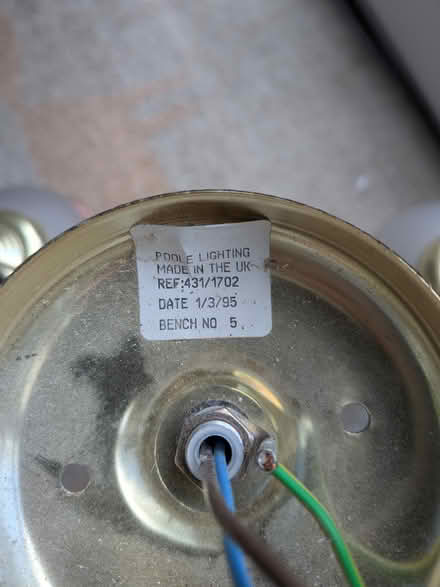 POOLE LIGHTING
MADE IN THE UK
REF:431/1702
DATE 1/3/95
BENCH NO 5.